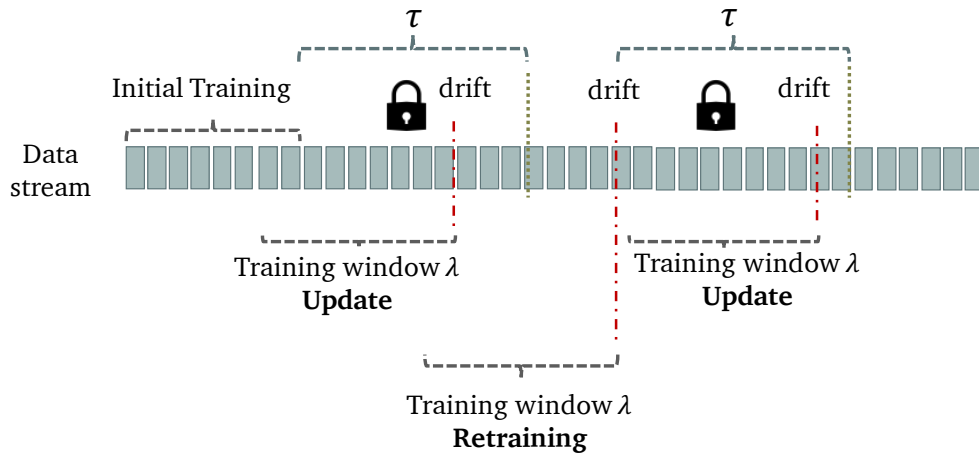 τ
τ
Initial Training
drift
drift
drift
Data
stream
Training window λ
Update
Training window λ
Update
Training window λ
Retraining